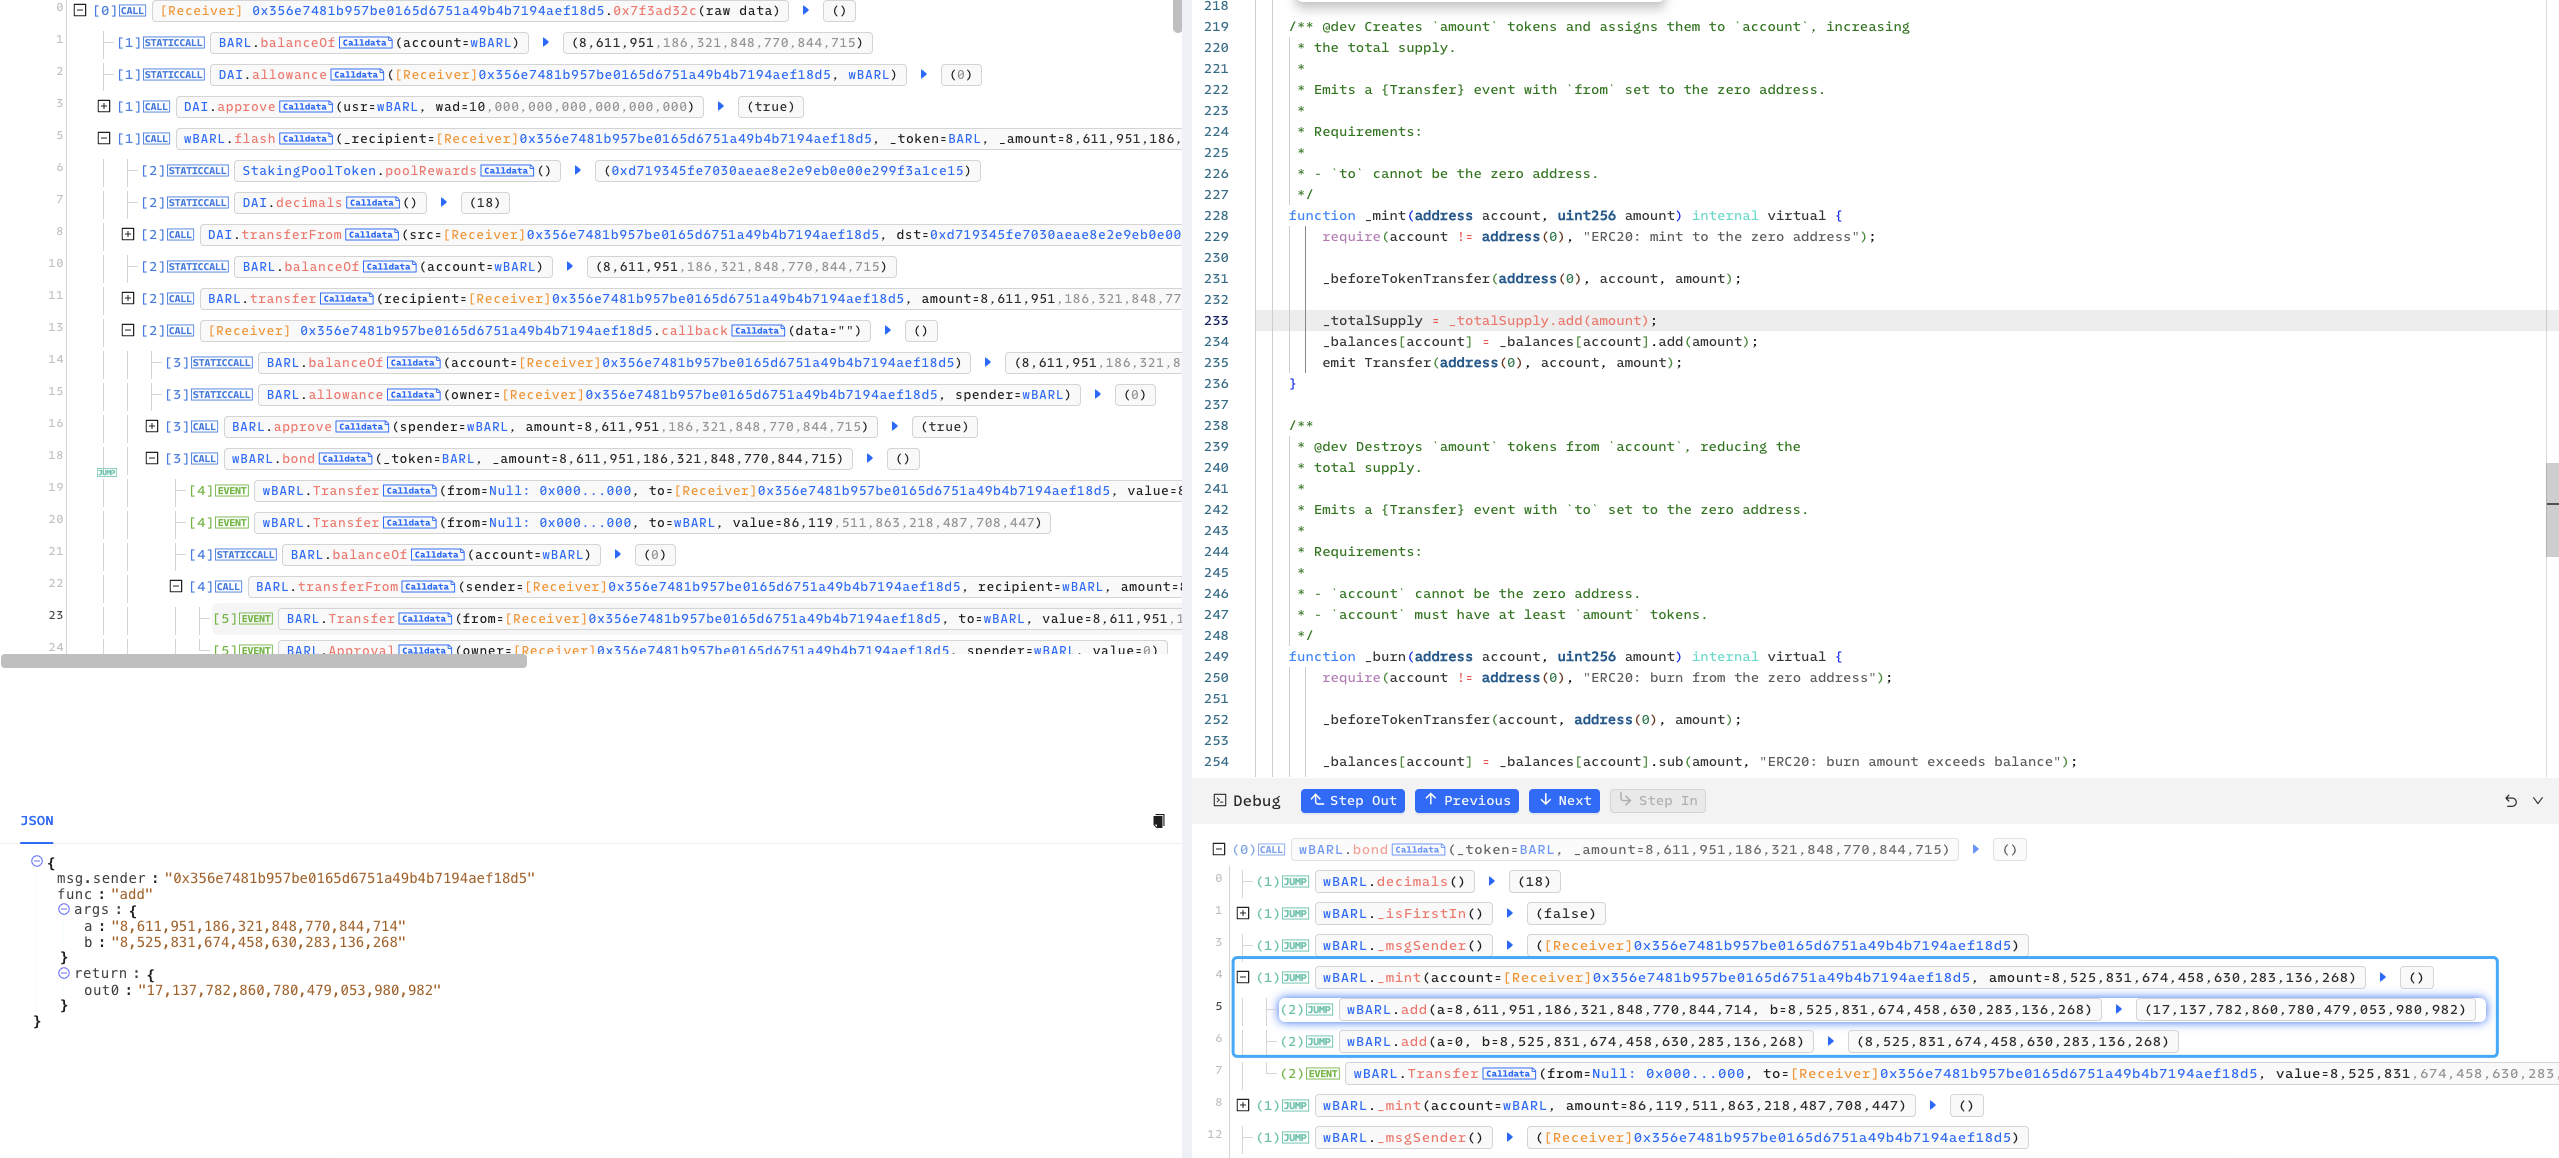 0 [0]CALL [Receiver] 0x356e7481b957be0165d6751a49b4b7194aef18d5.0x7f3ad32c(raw data) ()
1 [1]STATICCALL BARL.balanceOf Calldata (account=wBARL) (8,611,951,186,321,848,770,844,715)
2 [1]STATICCALL DAI.allowance Calldata ([Receiver]0x356e7481b957be0165d6751a49b4b7194aef18d5, wBARL) (0)
3 [1]CALL DAI.approve Calldata (usr=wBARL, wad=10,000,000,000,000,000,000) (true)
5 [1]CALL wBARL.flash Calldata (_recipient=[Receiver]0x356e7481b957be0165d6751a49b4b7194aef18d5, _token=BARL, _amount=8,611,951,186,
6 [2]STATICCALL StakingPoolToken.poolRewards Calldata () (0xd719345fe7030aeae8e2e9eb0e00e299f3a1ce15)
7 [2]STATICCALL DAI.decimals Calldata () (18)
8 [2]CALL DAI.transferFrom Calldata (src=[Receiver]0x356e7481b957be0165d6751a49b4b7194aef18d5, dst=0xd719345fe7030aeae8e2e9eb0e00
10 [2]STATICCALL BARL.balanceOf Calldata (account=wBARL) (8,611,951,186,321,848,770,844,715)
11 [2]CALL BARL.transfer Calldata (recipient=[Receiver]0x356e7481b957be0165d6751a49b4b7194aef18d5, amount=8,611,951,186,321,848,77
13 [2]CALL [Receiver] 0x356e7481b957be0165d6751a49b4b7194aef18d5.callback Calldata (data="") ()
14 [3]STATICCALL BARL.balanceOf Calldata (account=[Receiver]0x356e7481b957be0165d6751a49b4b7194aef18d5) (8,611,951,186,321,8
15 [3]STATICCALL BARL.allowance Calldata (owner=[Receiver]0x356e7481b957be0165d6751a49b4b7194aef18d5, spender=wBARL) (0)
16 [3]CALL BARL.approve Calldata (spender=wBARL, amount=8,611,951,186,321,848,770,844,715) (true)
18 [3]CALL wBARL.bond Calldata (_token=BARL, _amount=8,611,951,186,321,848,770,844,715) ()
JUMP
19 [4]EVENT wBARL.Transfer Calldata (from=Null: 0x000...000, to=[Receiver]0x356e7481b957be0165d6751a49b4b7194aef18d5, value=8
20 [4]EVENT wBARL.Transfer Calldata (from=Null: 0x000...000, to=wBARL, value=86,119,511,863,218,487,708,447)
21 [4]STATICCALL BARL.balanceOf Calldata (account=wBARL) (0)
22 [4]CALL BARL.transferFrom Calldata (sender=[Receiver]0x356e7481b957be0165d6751a49b4b7194aef18d5, recipient=wBARL, amount=8
23 [5]EVENT BARL.Transfer Calldata (from=[Receiver]0x356e7481b957be0165d6751a49b4b7194aef18d5, to=wBARL, value=8,611,951,1
24 [5]EVENT BARL.Approval Calldata (owner=[Receiver]0x356e7481b957be0165d6751a49b4b7194aef18d5, spender=wBARL, value=0)
JSON
{
msg.sender : "0x356e7481b957be0165d6751a49b4b7194aef18d5"
func : "add"
args : {
a : "8,611,951,186,321,848,770,844,714"
b : "8,525,831,674,458,630,283,136,268"
}
return : {
out0 : "17,137,782,860,780,479,053,980,982"
}
}
218
219 /** @dev Creates `amount` tokens and assigns them to `account`, increasing
220 * the total supply.
221 *
222 * Emits a {Transfer} event with `from` set to the zero address.
223 *
224 * Requirements:
225 *
226 * - `to` cannot be the zero address.
227 */
228 function _mint(address account, uint256 amount) internal virtual {
229 require(account != address(0), "ERC20: mint to the zero address");
230
231 _beforeTokenTransfer(address(0), account, amount);
232
233 _totalSupply = _totalSupply.add(amount);
234 _balances[account] = _balances[account].add(amount);
235 emit Transfer(address(0), account, amount);
236 }
237
238 /**
239 * @dev Destroys `amount` tokens from `account`, reducing the
240 * total supply.
241 *
242 * Emits a {Transfer} event with `to` set to the zero address.
243 *
244 * Requirements:
245 *
246 * - `account` cannot be the zero address.
247 * - `account` must have at least `amount` tokens.
248 */
249 function _burn(address account, uint256 amount) internal virtual {
250 require(account != address(0), "ERC20: burn from the zero address");
251
252 _beforeTokenTransfer(account, address(0), amount);
253
254 _balances[account] = _balances[account].sub(amount, "ERC20: burn amount exceeds balance");
Debug Step Out Previous Next Step In
(0)CALL wBARL.bond Calldata (_token=BARL, _amount=8,611,951,186,321,848,770,844,715) ()
0 (1)JUMP wBARL.decimals() (18)
1 (1)JUMP wBARL._isFirstIn() (false)
3 (1)JUMP wBARL._msgSender() ([Receiver]0x356e7481b957be0165d6751a49b4b7194aef18d5)
4 (1)JUMP wBARL._mint(account=[Receiver]0x356e7481b957be0165d6751a49b4b7194aef18d5, amount=8,525,831,674,458,630,283,136,268) ()
5 (2)JUMP wBARL.add(a=8,611,951,186,321,848,770,844,714, b=8,525,831,674,458,630,283,136,268) (17,137,782,860,780,479,053,980,982)
6 (2)JUMP wBARL.add(a=0, b=8,525,831,674,458,630,283,136,268) (8,525,831,674,458,630,283,136,268)
7 (2)EVENT wBARL.Transfer Calldata (from=Null: 0x000...000, to=[Receiver]0x356e7481b957be0165d6751a49b4b7194aef18d5, value=8,525,831,674,458,630,283,
8 (1)JUMP wBARL._mint(account=wBARL, amount=86,119,511,863,218,487,708,447) ()
12 (1)JUMP wBARL._msgSender() ([Receiver]0x356e7481b957be0165d6751a49b4b7194aef18d5)